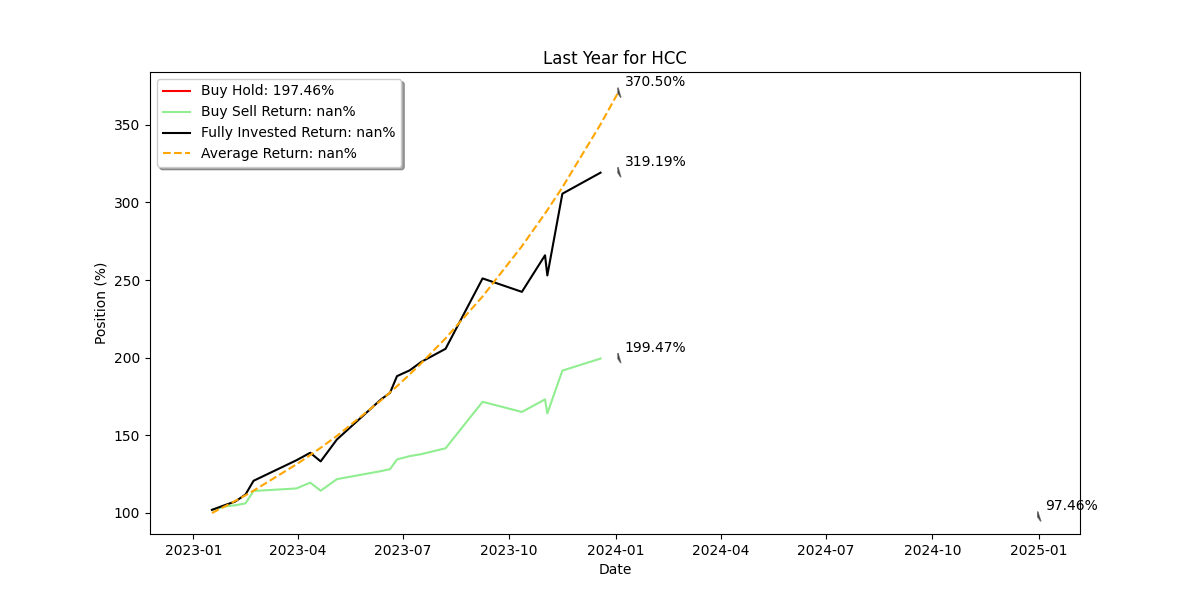 Last Year for HCC
370.50%
Buy Hold: 197.46%
Buy Sell Return: nan%
Fully Invested Return: nan%
Average Return: nan%
350
319.19%
300
250
Position (%)
199.47%
200
150
97.46%
100
2023-01 2023-04 2023-07 2023-10 2024-01 2024-04 2024-07 2024-10 2025-01
Date